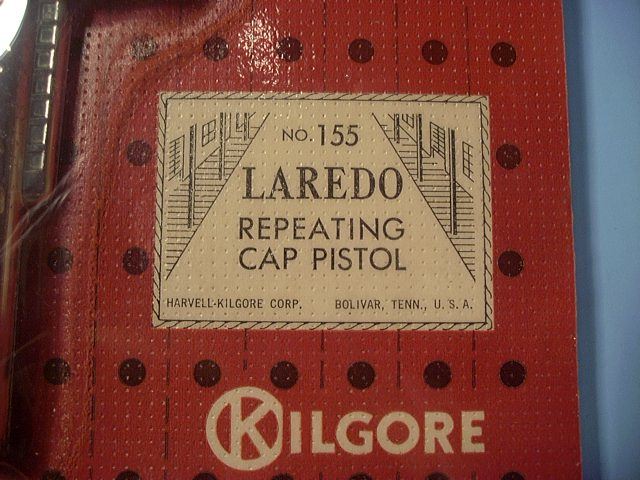 NO. 155
LAREDO
REPEATING
CAP PISTOL
HARVELL-KILGORE CORP. BOLIVAR, TENN., U. S. A.
KILGORE